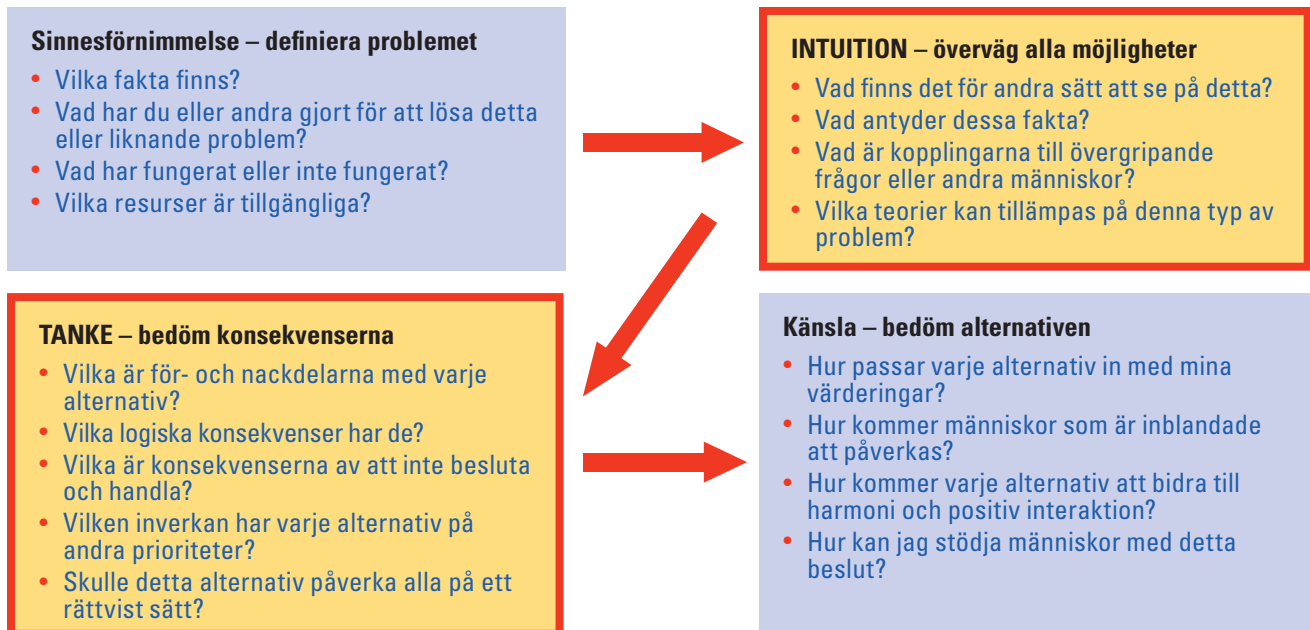 Sinnesförnimmelse – definiera problemet
• Vilka fakta finns?
• Vad har du eller andra gjort för att lösa detta
eller liknande problem?
• Vad har fungerat eller inte fungerat?
• Vilka resurser är tillgängliga?
INTUITION – överväg alla möjligheter
• Vad finns det för andra sätt att se på detta?
• Vad antyder dessa fakta?
• Vad är kopplingarna till övergripande
frågor eller andra människor?
• Vilka teorier kan tillämpas på denna typ av
problem?
TANKE – bedöm konsekvenserna
• Vilka är för- och nackdelarna med varje
alternativ?
• Vilka logiska konsekvenser har de?
• Vilka är konsekvenserna av att inte besluta
och handla?
• Vilken inverkan har varje alternativ på
andra prioriteter?
• Skulle detta alternativ påverka alla på ett
rättvist sätt?
Känsla – bedöm alternativen
• Hur passar varje alternativ in med mina
värderingar?
• Hur kommer människor som är inblandade
att påverkas?
• Hur kommer varje alternativ att bidra till
harmoni och positiv interaktion?
• Hur kan jag stödja människor med detta
beslut?